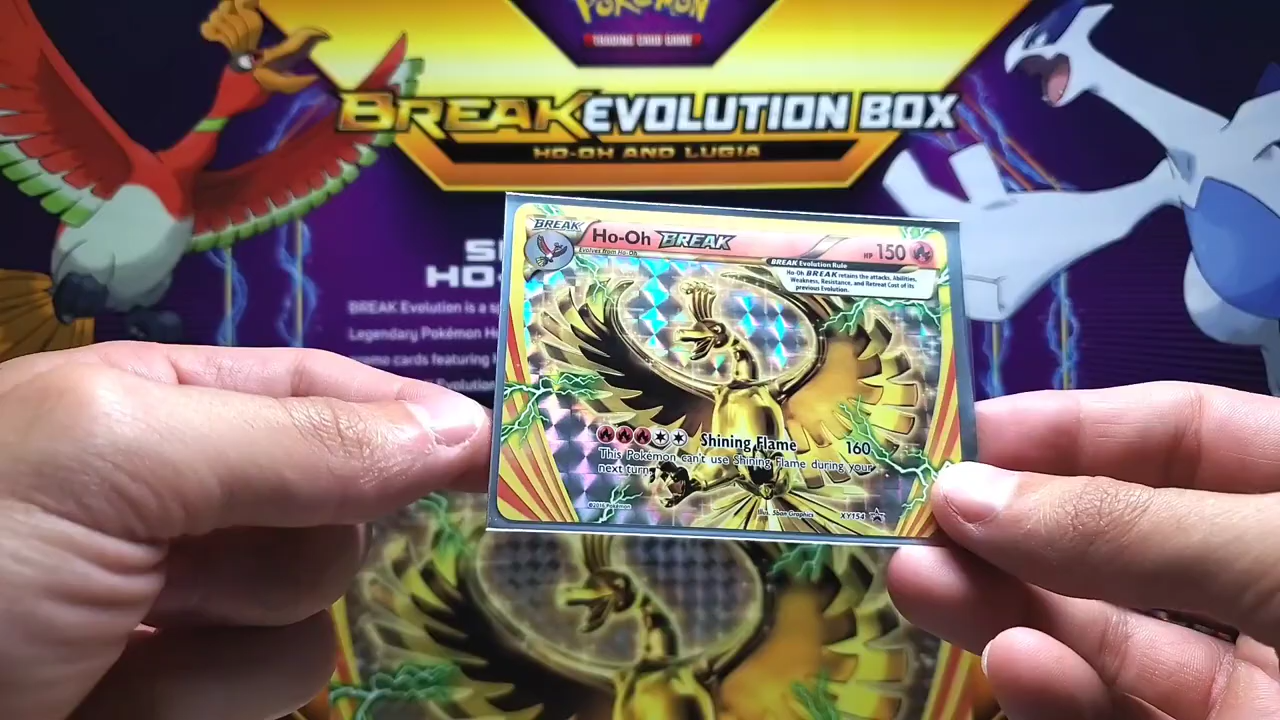 POKéMON
TRADING CARD GAME
BREAK EVOLUTION BOX
HO-OH AND LUGIA
HO-
BREAK Evolution is a
Legendary Pokémon
promo cards featuring
Evolution
BREAK
Ho-Oh BREAK
HP 150
Evolves from Ho-Oh
BREAK Evolution Rule
Ho-Oh BREAK retains the attacks, Abilities,
Weakness, Resistance, and Retreat Cost of its
previous Evolution.
Shining Flame 160
This Pokémon can't use Shining Flame during your
next turn.
©2016 Pokémon
Illus. 5ban Graphics
XY154